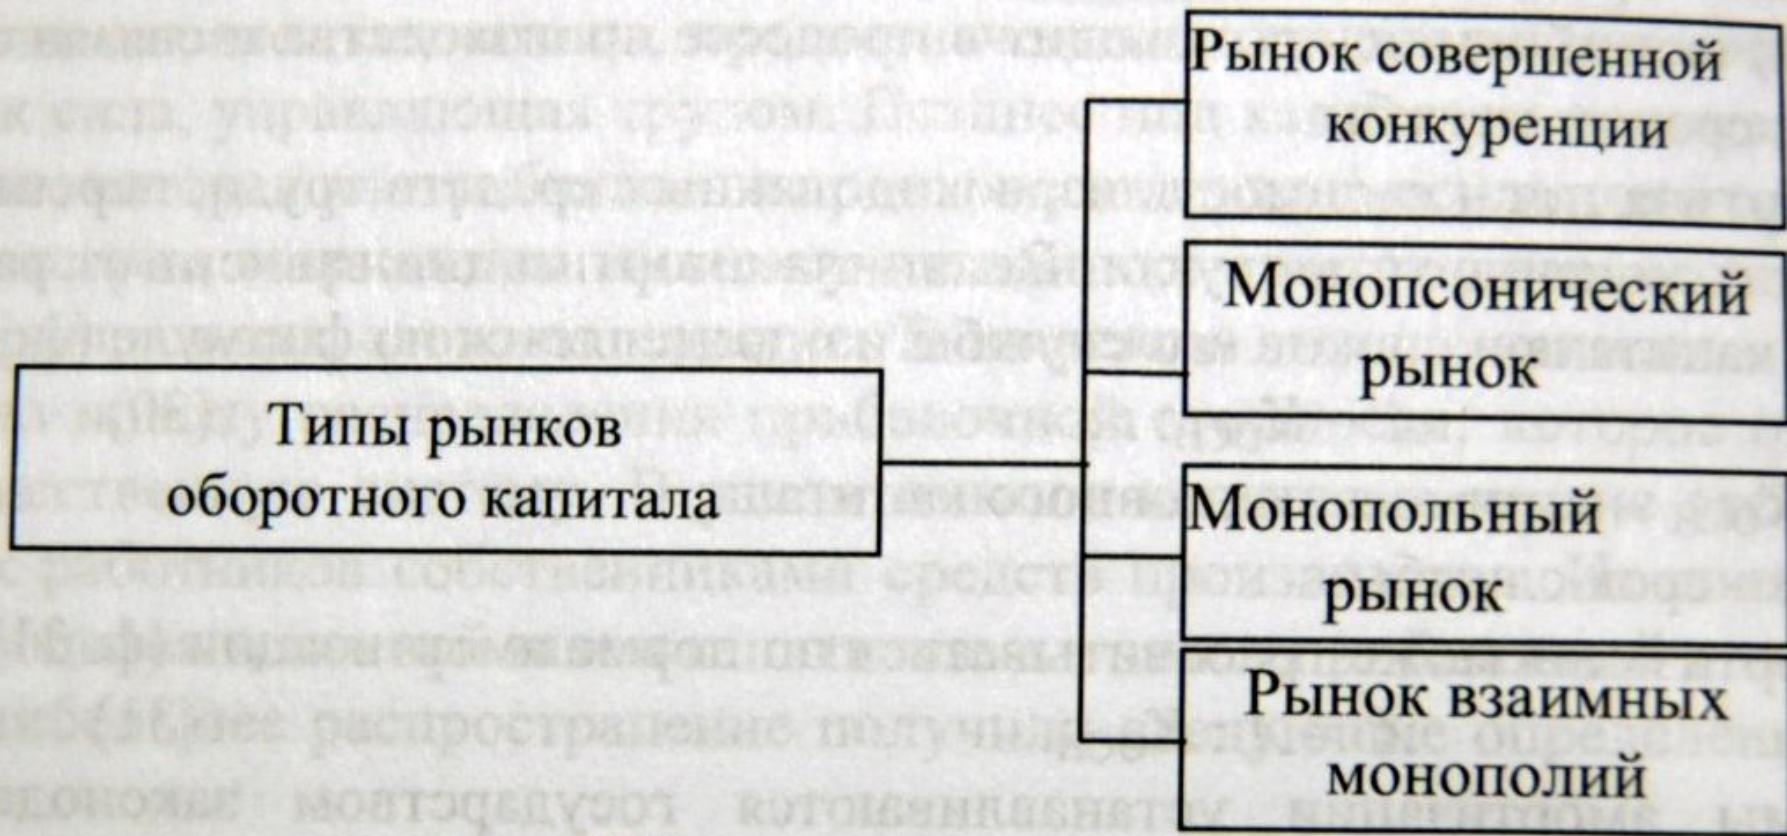 Рынок совершенной
конкуренции
Монопсонический
рынок
Типы рынков
оборотного капитала
Монопольный
рынок
Рынок взаимных
монополий